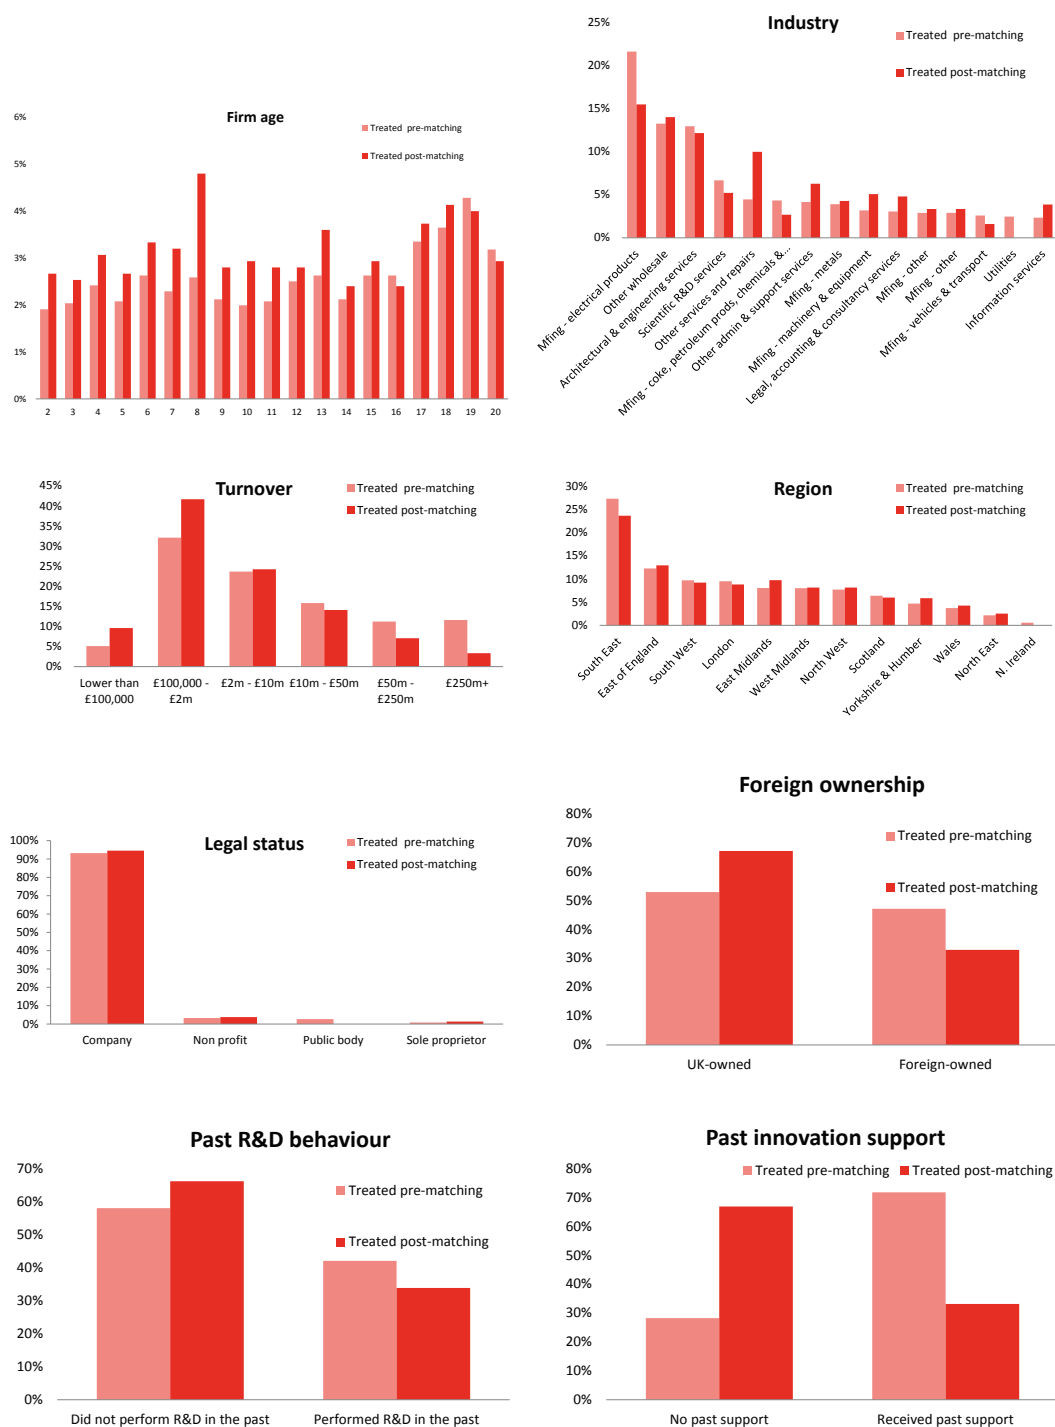 Firm age
Treated pre-matching
Treated post-matching
6%
5%
4%
3%
2%
1%
0%
2 3 4 5 6 7 8 9 10 11 12 13 14 15 16 17 18 19 20
Industry
Treated pre-matching
Treated post-matching
25%
20%
15%
10%
5%
0%
Mfing - electrical products
Other wholesale
Architectural & engineering services
Scientific R&D services
Other services and repairs
Mfing - coke, petroleum prods, chemicals &...
Other admin & support services
Mfing - metals
Mfing - machinery & equipment
Legal, accounting & consultancy services
Mfing - other
Mfing - other
Mfing - vehicles & transport
Utilities
Information services
Turnover
Treated pre-matching
Treated post-matching
45%
40%
35%
30%
25%
20%
15%
10%
5%
0%
Lower than £100,000
£100,000 - £2m
£2m - £10m
£10m - £50m
£50m - £250m
£250m+
Region
Treated pre-matching
Treated post-matching
30%
25%
20%
15%
10%
5%
0%
South East
East of England
South West
London
East Midlands
West Midlands
North West
Scotland
Yorkshire & Humber
Wales
North East
N. Ireland
Legal status
Treated pre-matching
Treated post-matching
100%
90%
80%
70%
60%
50%
40%
30%
20%
10%
0%
Company
Non profit
Public body
Sole proprietor
Foreign ownership
Treated pre-matching
Treated post-matching
80%
70%
60%
50%
40%
30%
20%
10%
0%
UK-owned
Foreign-owned
Past R&D behaviour
Treated pre-matching
Treated post-matching
70%
60%
50%
40%
30%
20%
10%
0%
Did not perform R&D in the past
Performed R&D in the past
Past innovation support
Treated pre-matching
Treated post-matching
80%
70%
60%
50%
40%
30%
20%
10%
0%
No past support
Received past support